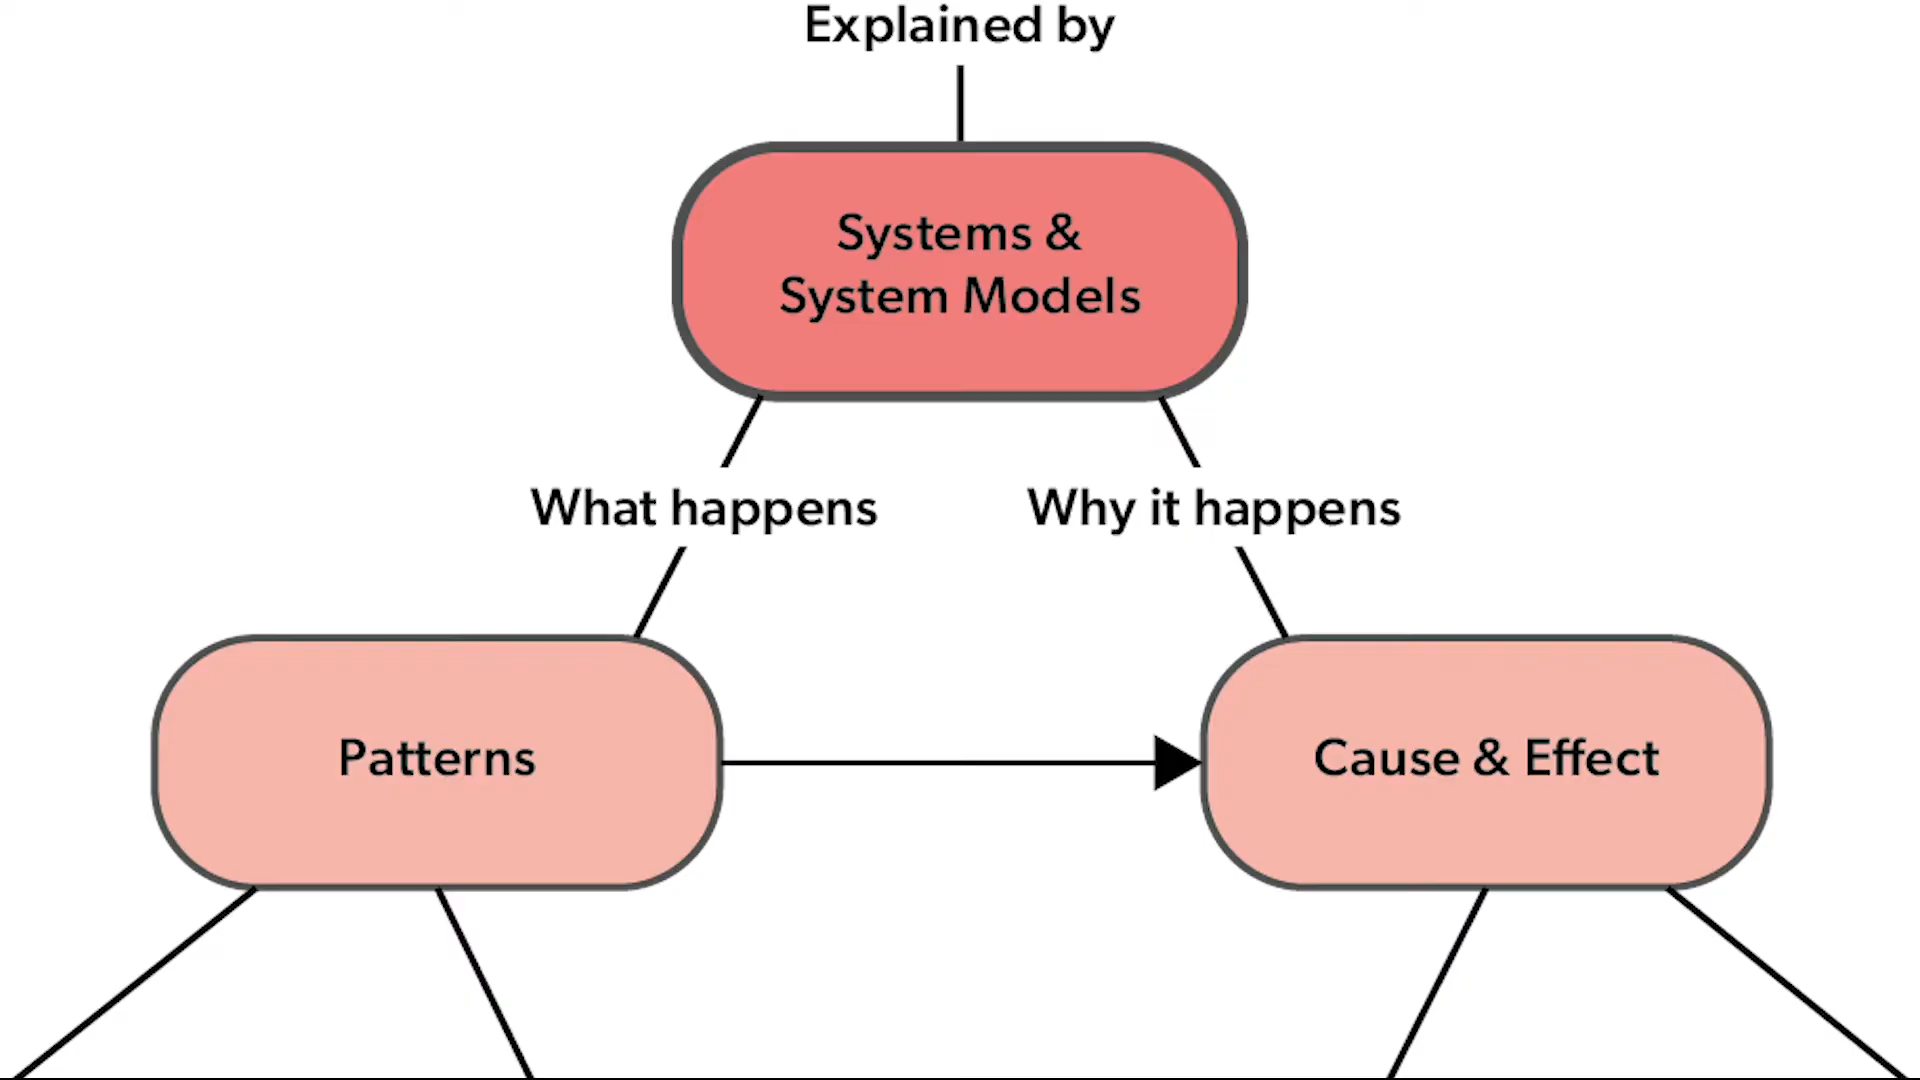 Explained by
Systems &
System Models
What happens
Why it happens
Patterns
Cause & Effect